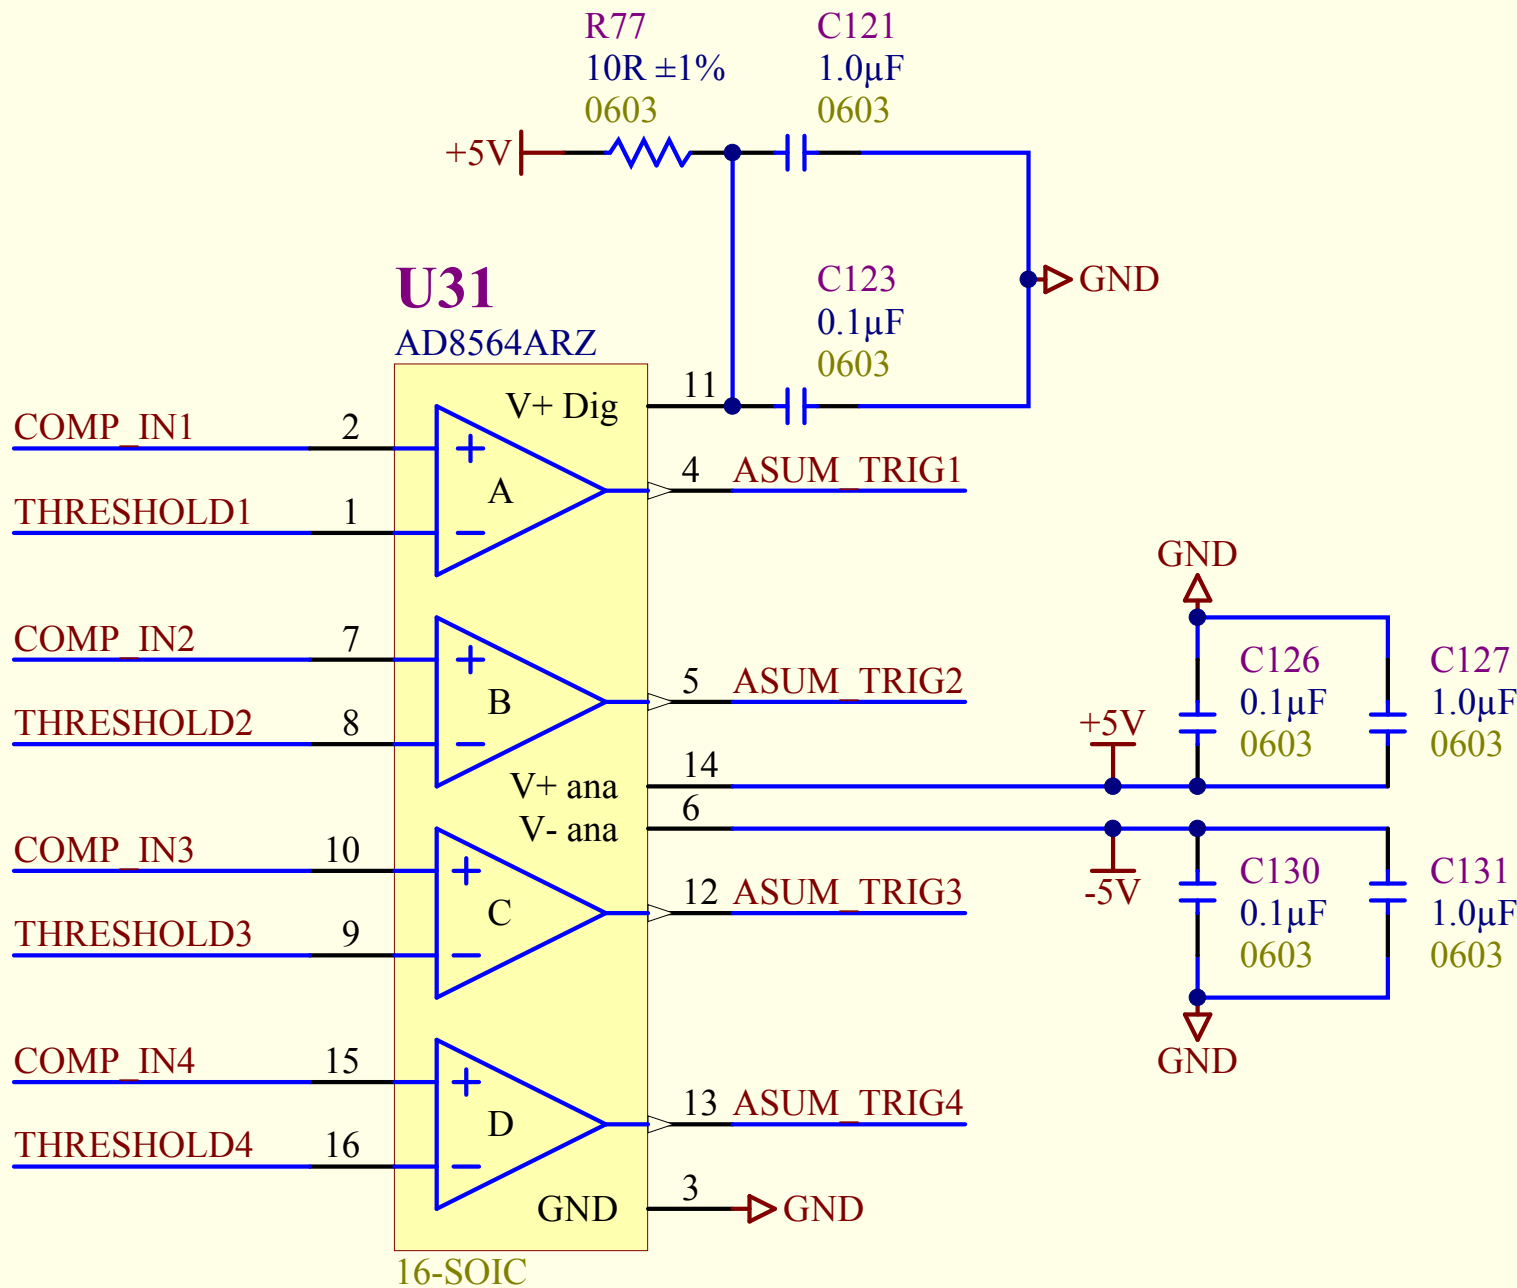 R77
10R ±1%
0603
C121
1.0µF
0603
+5V
GND
C123
0.1µF
0603
U31
AD8564ARZ
V+ Dig
11
COMP_IN1
2
+
A
4
ASUM_TRIG1
THRESHOLD1
1
−
COMP_IN2
7
+
B
5
ASUM_TRIG2
THRESHOLD2
8
−
V+ ana
14
V- ana
6
+5V
-5V
GND
C126
0.1µF
0603
C127
1.0µF
0603
C130
0.1µF
0603
C131
1.0µF
0603
GND
COMP_IN3
10
+
C
12
ASUM_TRIG3
THRESHOLD3
9
−
COMP_IN4
15
+
D
13
ASUM_TRIG4
THRESHOLD4
16
−
GND
3
GND
16-SOIC